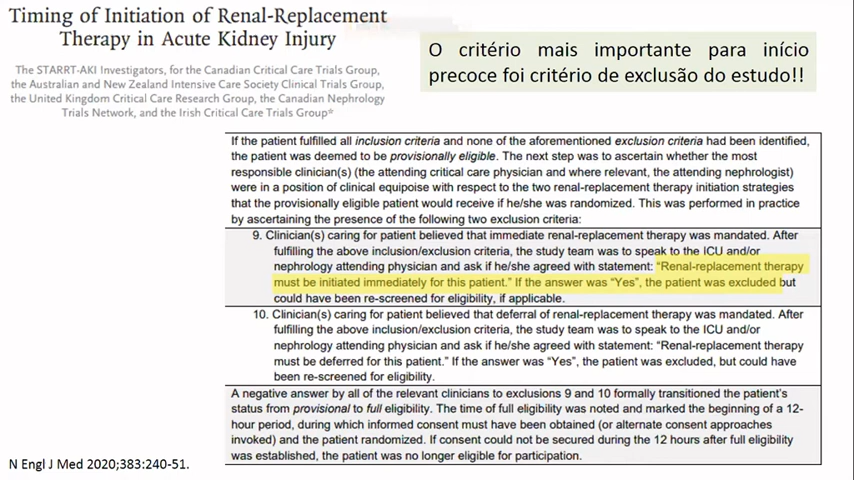 Timing of Initiation of Renal-Replacement
Therapy in Acute Kidney Injury
The STARRT-AKI Investigators, for the Canadian Critical Care Trials Group,
the Australian and New Zealand Intensive Care Society Clinical Trials Group,
the United Kingdom Critical Care Research Group, the Canadian Nephrology
Trials Network, and the Irish Critical Care Trials Group*
O critério mais importante para início
precoce foi critério de exclusão do estudo!!
If the patient fulfilled all inclusion criteria and none of the aforementioned exclusion criteria had been identified,
the patient was deemed to be provisionally eligible. The next step was to ascertain whether the most
responsible clinician(s) (the attending critical care physician and where relevant, the attending nephrologist)
were in a position of clinical equipoise with respect to the two renal-replacement therapy initiation strategies
that the provisionally eligible patient would receive if he/she was randomized. This was performed in practice
by ascertaining the presence of the following two exclusion criteria:
9. Clinician(s) caring for patient believed that immediate renal-replacement therapy was mandated. After
fulfilling the above inclusion/exclusion criteria, the study team was to speak to the ICU and/or
nephrology attending physician and ask if he/she agreed with statement: “Renal-replacement therapy
must be initiated immediately for this patient.” If the answer was “Yes”, the patient was excluded but
could have been re-screened for eligibility, if applicable.
10. Clinician(s) caring for patient believed that deferral of renal-replacement therapy was mandated. After
fulfilling the above inclusion/exclusion criteria, the study team was to speak to the ICU and/or
nephrology attending physician and ask if he/she agreed with statement: “Renal-replacement therapy
must be deferred for this patient.” If the answer was “Yes”, the patient was excluded, but could have
been re-screened for eligibility.
A negative answer by all of the relevant clinicians to exclusions 9 and 10 formally transitioned the patient’s
status from provisional to full eligibility. The time of full eligibility was noted and marked the beginning of a 12-
hour period, during which informed consent must have been obtained (or alternate consent approaches
invoked) and the patient randomized. If consent could not be secured during the 12 hours after full eligibility
was established, the patient was no longer eligible for participation.
N Engl J Med 2020;383:240-51.